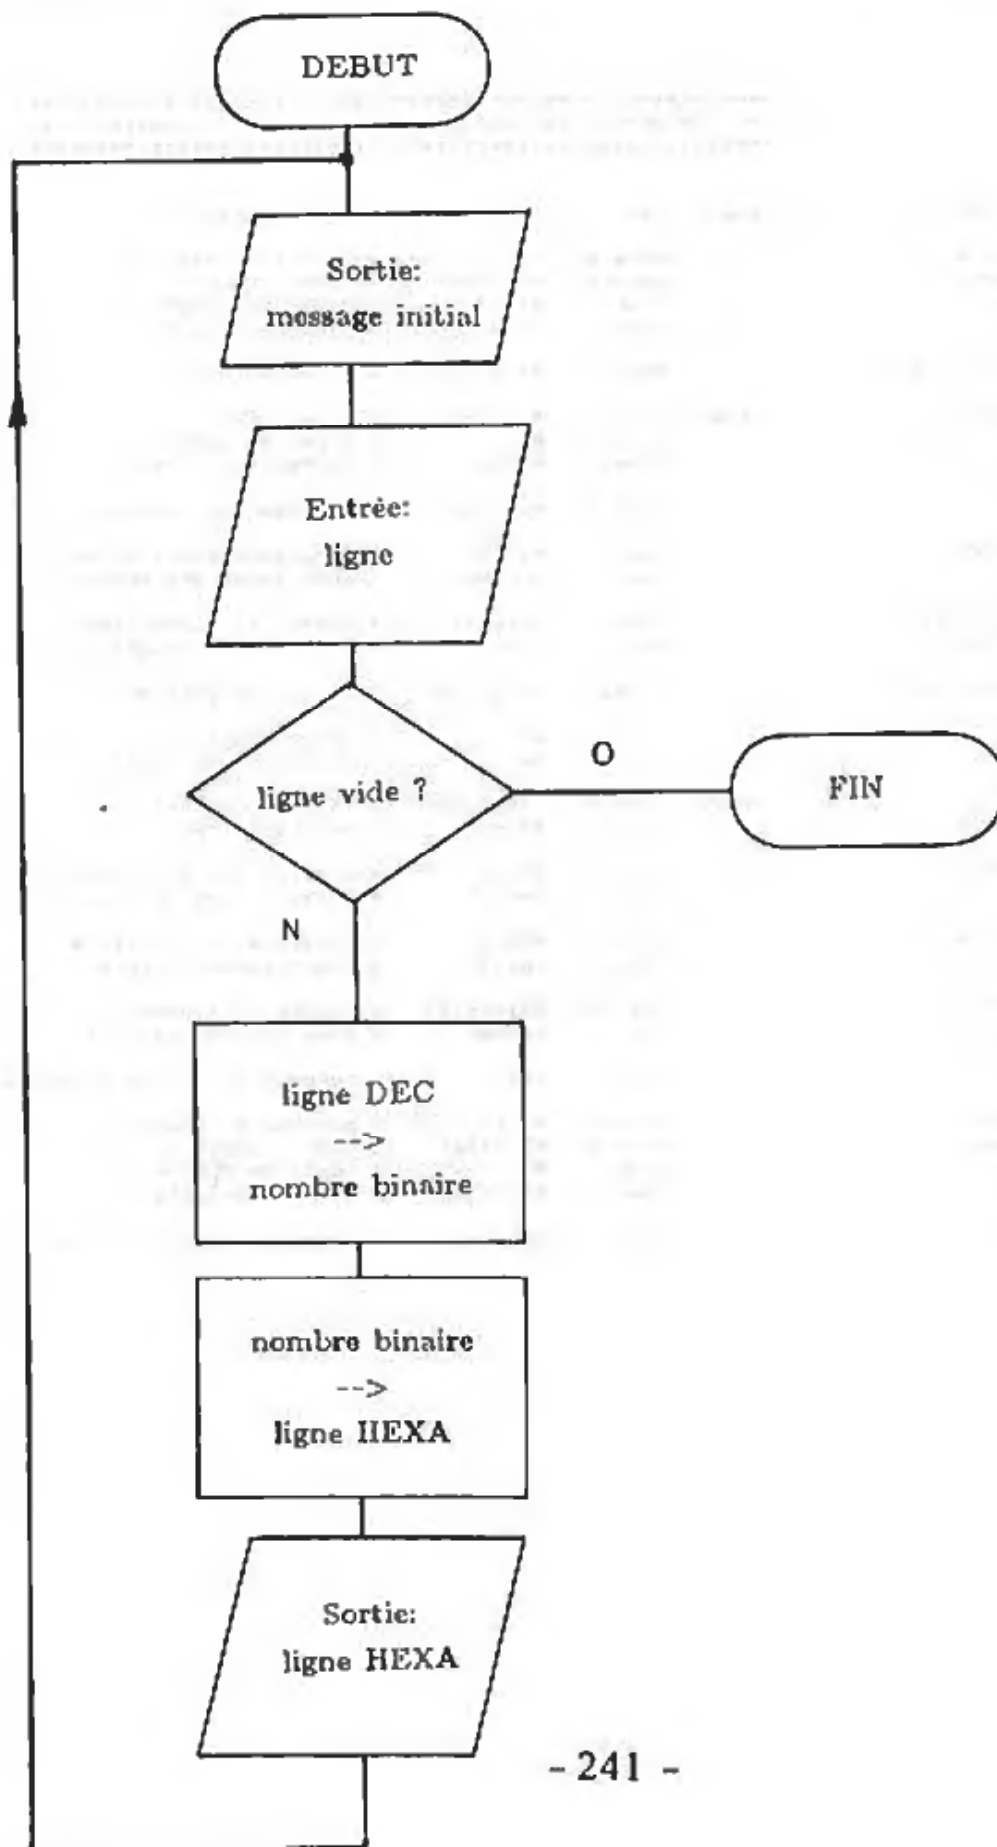 DEBUT
Sortie:
message initial
Entrée:
ligne
ligne vide ?
O
FIN
N
ligne DEC
-->
nombre binaire
nombre binaire
-->
ligne HEXA
Sortie:
ligne HEXA
- 241 -